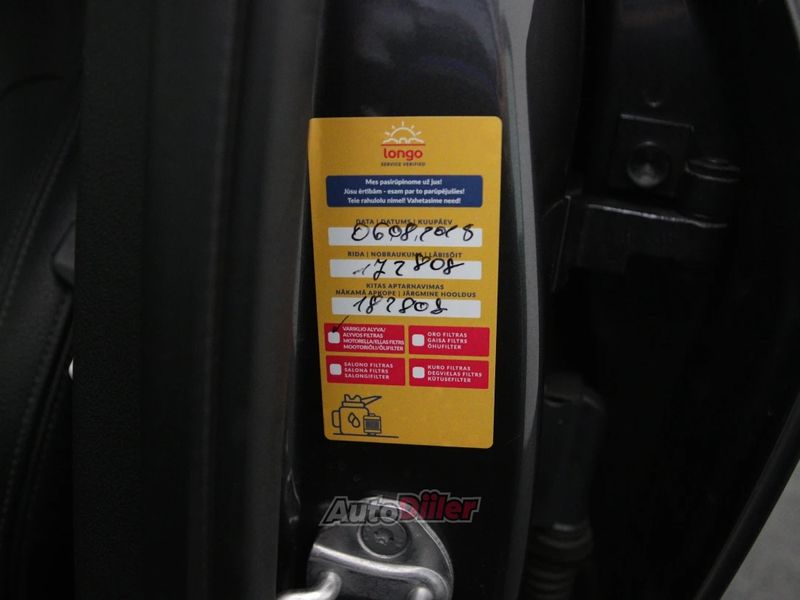 longo
SERVICE VERIFIED
Mes pasirūpinome už jus!
Jūsu ērtībām - esam par to parūpējušies!
Teie rahulolu nimel! Vahetasime need!
DATA | DATUMS | KUUPÄEV
06,08,2018
RIDA | NOBRAUKUMS | LÄBISÕIT
172808
KITAS APTARNAVIMAS
NĀKAMĀ APKOPE | JÄRGMINE HOOLDUS
182808
VARIKLIO ALYVA/
ALYVOS FILTRAS
MOTORELLA/ELLAS FILTRS
MOOTORIÕLI/ÕLIFILTER
ORO FILTRAS
GAISA FILTRS
ÕHUFILTER
SALONO FILTRAS
SALONA FILTRS
SALONGIFILTER
KURO FILTRAS
DEGVIELAS FILTRS
KÜTUSEFILTER
AutoDiiler